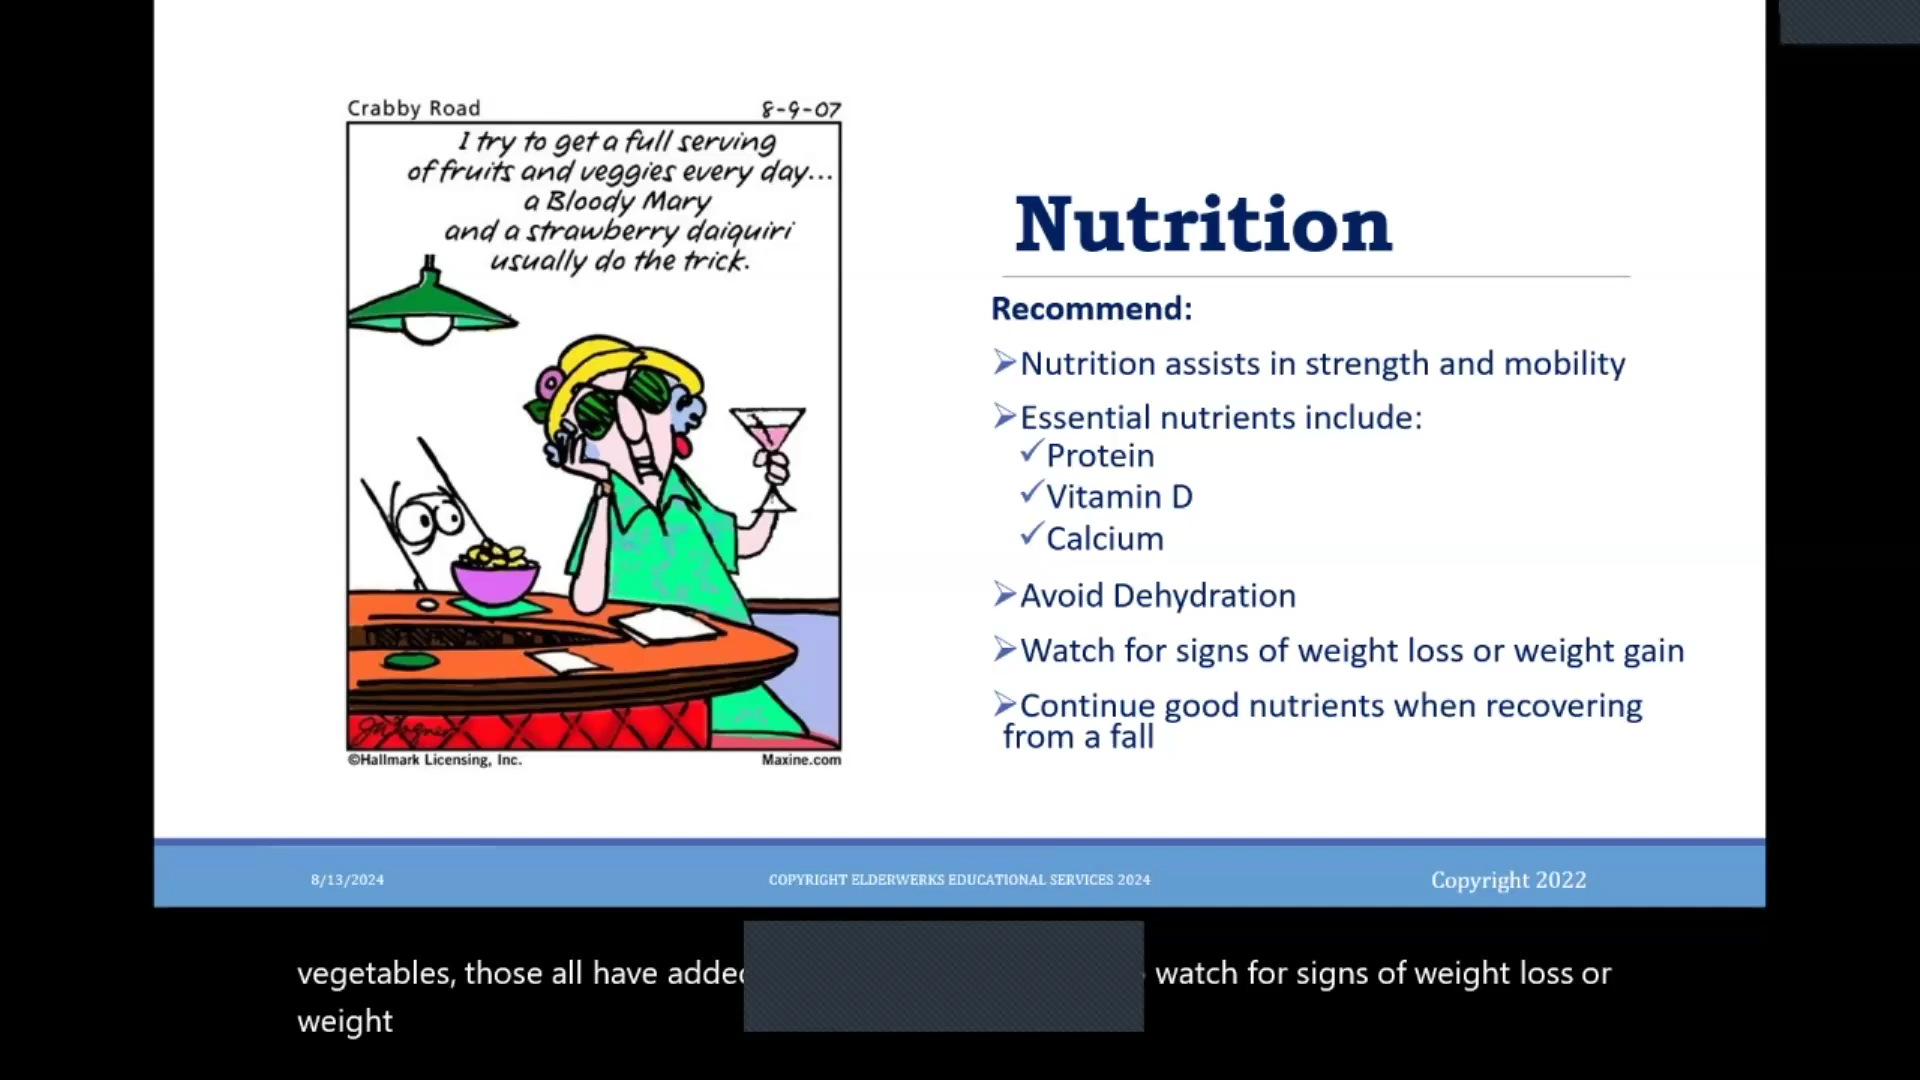 Crabby Road 8-9-07
I try to get a full serving
of fruits and veggies every day...
a Bloody Mary
and a strawberry daiquiri
usually do the trick.
©Hallmark Licensing, Inc. Maxine.com
Nutrition
Recommend:
Nutrition assists in strength and mobility
Essential nutrients include:
Protein
Vitamin D
Calcium
Avoid Dehydration
Watch for signs of weight loss or weight gain
Continue good nutrients when recovering
from a fall
8/13/2024 COPYRIGHT ELDERWERKS EDUCATIONAL SERVICES 2024 Copyright 2022
vegetables, those all have added watch for signs of weight loss or
weight